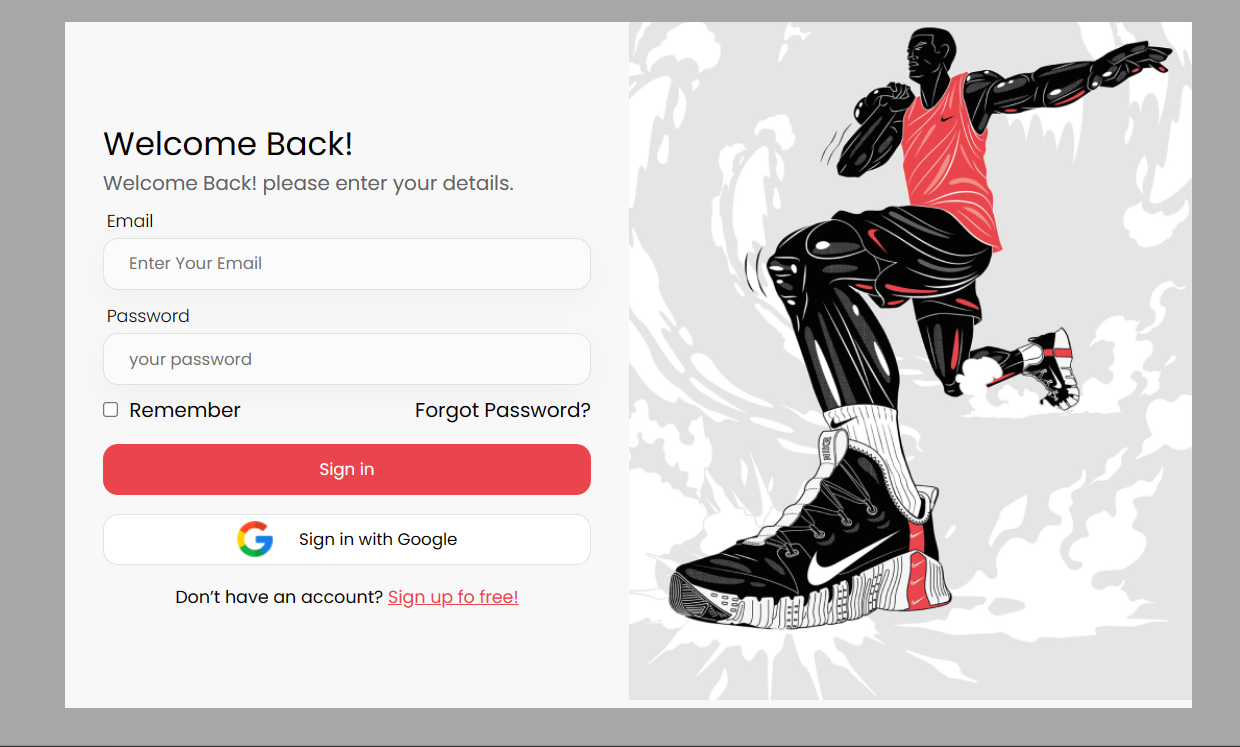 Welcome Back!
Welcome Back! please enter your details.
Email
Enter Your Email
Password
your password
Remember
Forgot Password?
Sign in
Sign in with Google
Don’t have an account? Sign up fo free!
NIKE